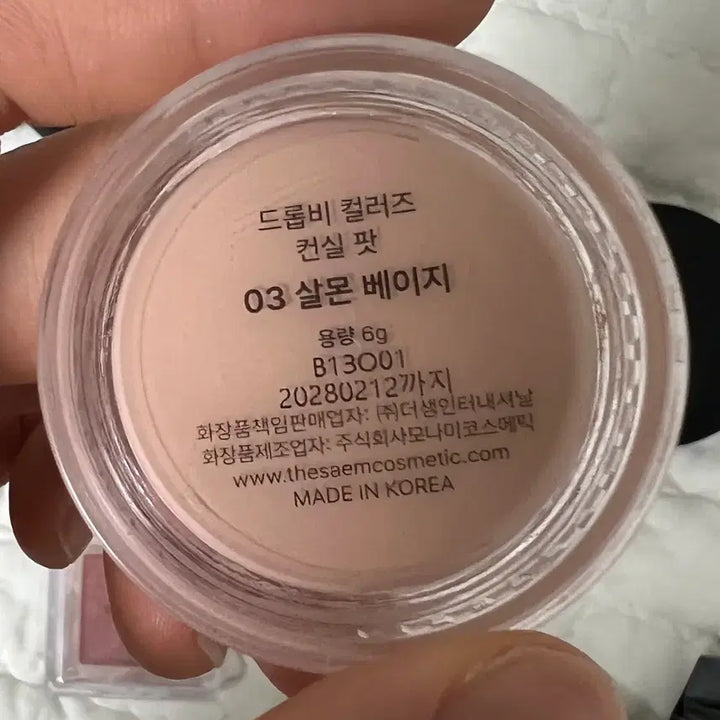 드롭비 컬러즈
컨실 팟
03 살몬 베이지
용량 6g
B13O01
20280212까지
화장품책임판매업자: ㈜더샘인터내셔날
화장품제조업자: 주식회사모나미코스메틱
www.thesaemcosmetic.com
MADE IN KOREA